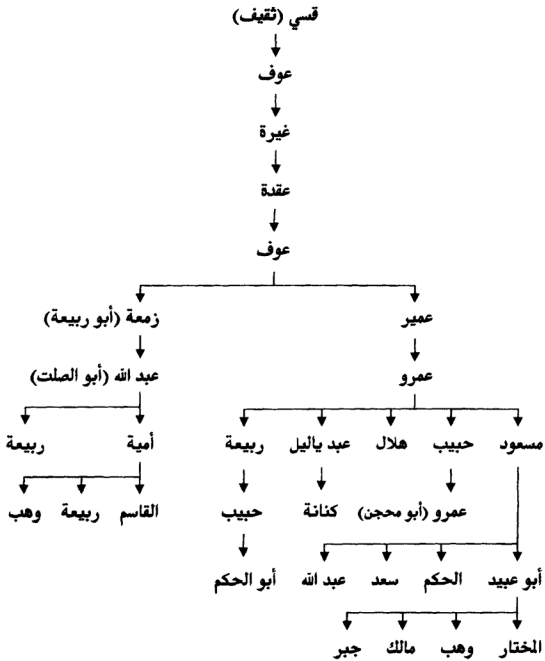 قسي (ثقيف)
عوف
غيرة
عقدة
عوف
عمير زمعة (أبو ربيعة)
عمرو عبد الله (أبو الصلت)
مسعود حبيب هلال عبد ياليل ربيعة أمية ربيعة
عمرو (أبو محجن) كنانة حبيب القاسم ربيعة وهب
أبو عبيد الحكم سعد عبد الله أبو الحكم
المختار وهب مالك جبر